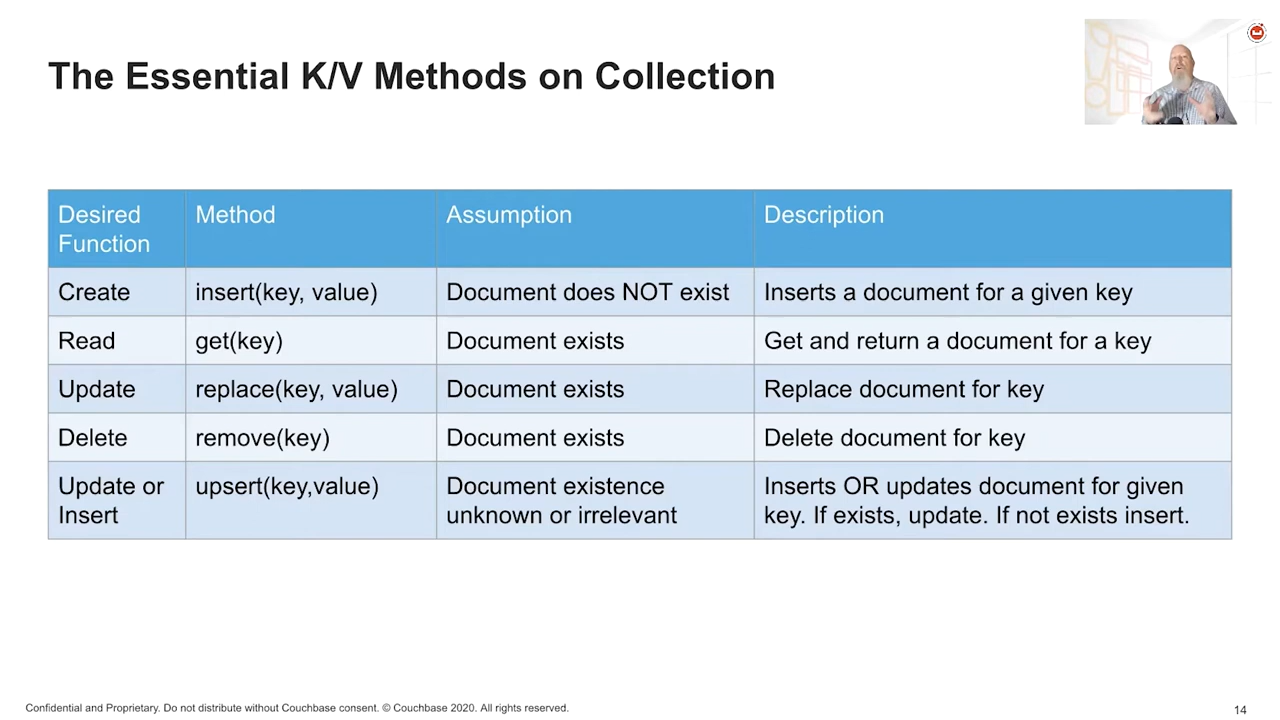 The Essential K/V Methods on Collection
Desired Function Method Assumption Description
Create insert(key, value) Document does NOT exist Inserts a document for a given key
Read get(key) Document exists Get and return a document for a key
Update replace(key, value) Document exists Replace document for key
Delete remove(key) Document exists Delete document for key
Update or Insert upsert(key,value) Document existence unknown or irrelevant Inserts OR updates document for given key. If exists, update. If not exists insert.
Confidential and Proprietary. Do not distribute without Couchbase consent. © Couchbase 2020. All rights reserved.
14